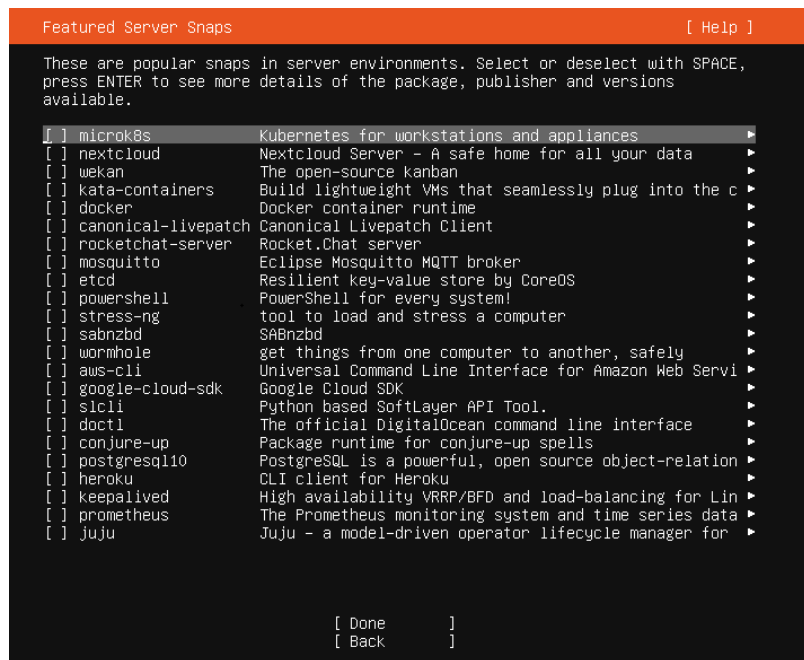 Featured Server Snaps [ Help ]
These are popular snaps in server environments. Select or deselect with SPACE,
press ENTER to see more details of the package, publisher and versions
available.
[ ] microk8s Kubernetes for workstations and appliances ▸
[ ] nextcloud Nextcloud Server – A safe home for all your data ▸
[ ] wekan The open-source kanban ▸
[ ] kata-containers Build lightweight VMs that seamlessly plug into the c ▸
[ ] docker Docker container runtime ▸
[ ] canonical-livepatch Canonical Livepatch Client ▸
[ ] rocketchat-server Rocket.Chat server ▸
[ ] mosquitto Eclipse Mosquitto MQTT broker ▸
[ ] etcd Resilient key-value store by CoreOS ▸
[ ] powershell PowerShell for every system! ▸
[ ] stress-ng tool to load and stress a computer ▸
[ ] sabnzbd SABnzbd ▸
[ ] wormhole get things from one computer to another, safely ▸
[ ] aws-cli Universal Command Line Interface for Amazon Web Servi ▸
[ ] google-cloud-sdk Google Cloud SDK ▸
[ ] slcli Python based SoftLayer API Tool. ▸
[ ] doctl The official DigitalOcean command line interface ▸
[ ] conjure-up Package runtime for conjure-up spells ▸
[ ] postgresql10 PostgreSQL is a powerful, open source object-relation ▸
[ ] heroku CLI client for Heroku ▸
[ ] keepalived High availability VRRP/BFD and load-balancing for Lin ▸
[ ] prometheus The Prometheus monitoring system and time series data ▸
[ ] juju Juju – a model-driven operator lifecycle manager for ▸
[ Done ]
[ Back ]